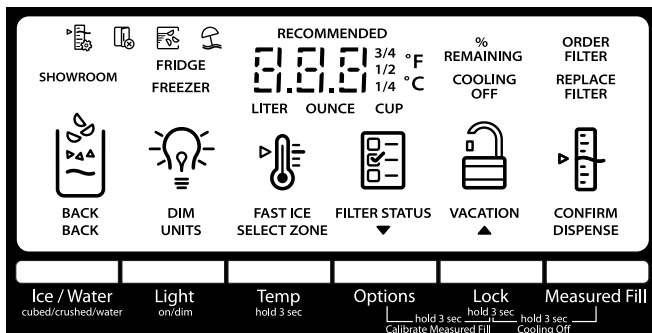 RECOMMENDED
SHOWROOM
FRIDGE
FREEZER
8.8.8
3/4
1/2
1/4
°F
°C
LITER OUNCE CUP
%
REMAINING
COOLING
OFF
ORDER
FILTER
REPLACE
FILTER
BACK
BACK
DIM
UNITS
FAST ICE
SELECT ZONE
FILTER STATUS
VACATION
CONFIRM
DISPENSE
Ice / Water
cubed/crushed/water
Light
on/dim
Temp
hold 3 sec
Options
Lock
hold 3 sec
Measured Fill
hold 3 sec
Calibrate Measured Fill
hold 3 sec
Cooling Off